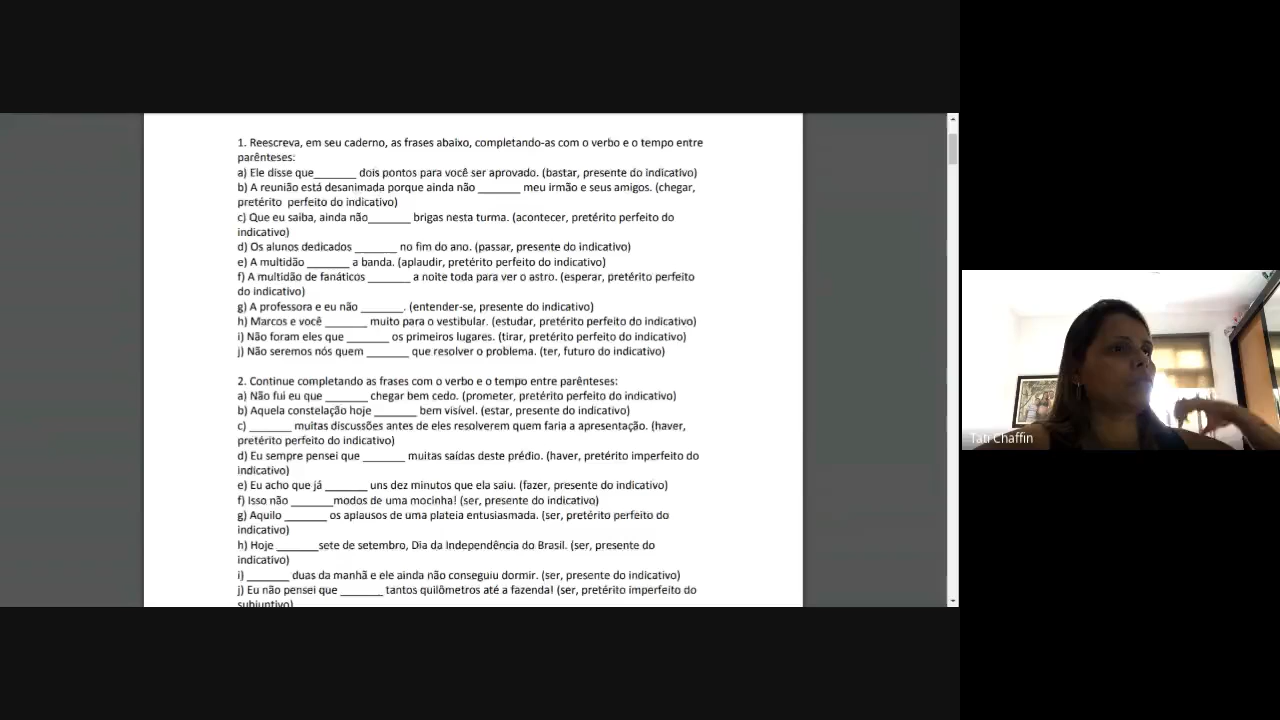 1. Reescreva, em seu caderno, as frases abaixo, completando-as com o verbo e o tempo entre
parênteses:
a) Ele disse que_______ dois pontos para você ser aprovado. (bastar, presente do indicativo)
b) A reunião está desanimada porque ainda não _______ meu irmão e seus amigos. (chegar,
pretérito  perfeito do indicativo)
c) Que eu saiba, ainda não_______ brigas nesta turma. (acontecer, pretérito perfeito do
indicativo)
d) Os alunos dedicados _______ no fim do ano. (passar, presente do indicativo)
e) A multidão _______ a banda. (aplaudir, pretérito perfeito do indicativo)
f) A multidão de fanáticos _______ a noite toda para ver o astro. (esperar, pretérito perfeito
do indicativo)
g) A professora e eu não _______. (entender-se, presente do indicativo)
h) Marcos e você _______ muito para o vestibular. (estudar, pretérito perfeito do indicativo)
i) Não foram eles que _______ os primeiros lugares. (tirar, pretérito perfeito do indicativo)
j) Não seremos nós quem _______ que resolver o problema. (ter, futuro do indicativo)
2. Continue completando as frases com o verbo e o tempo entre parênteses:
a) Não fui eu que _______ chegar bem cedo. (prometer, pretérito perfeito do indicativo)
b) Aquela constelação hoje _______ bem visível. (estar, presente do indicativo)
c) _______ muitas discussões antes de eles resolverem quem faria a apresentação. (haver,
pretérito perfeito do indicativo)
d) Eu sempre pensei que _______ muitas saídas deste prédio. (haver, pretérito imperfeito do
indicativo)
e) Eu acho que já _______ uns dez minutos que ela saiu. (fazer, presente do indicativo)
f) Isso não _______modos de uma mocinha! (ser, presente do indicativo)
g) Aquilo _______ os aplausos de uma plateia entusiasmada. (ser, pretérito perfeito do
indicativo)
h) Hoje _______sete de setembro, Dia da Independência do Brasil. (ser, presente do
indicativo)
i) _______ duas da manhã e ele ainda não conseguiu dormir. (ser, presente do indicativo)
j) Eu não pensei que _______ tantos quilômetros até a fazenda! (ser, pretérito imperfeito do
subjuntivo)
Tati Chaffin